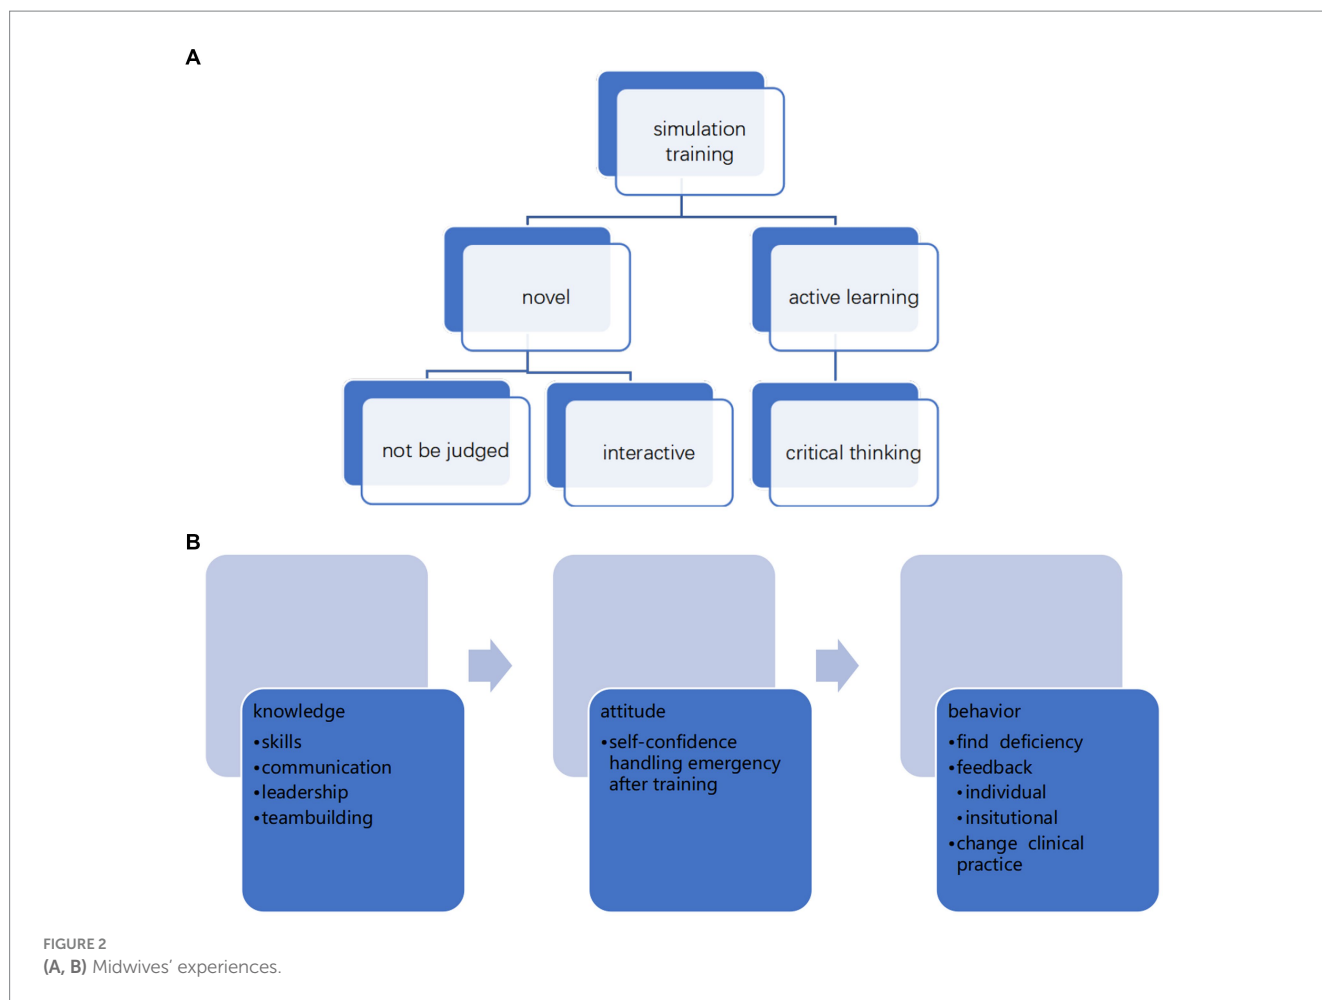 A
simulation
training
novel
active learning
not be judged
interactive
critical thinking
B
knowledge
•skills
•communication
•leadership
•teambuilding
attitude
•self-confidence
handling emergency
after training
behavior
•find deficiency
•feedback
•individual
•insitutional
•change clinical
practice
FIGURE 2
(A, B) Midwives’ experiences.